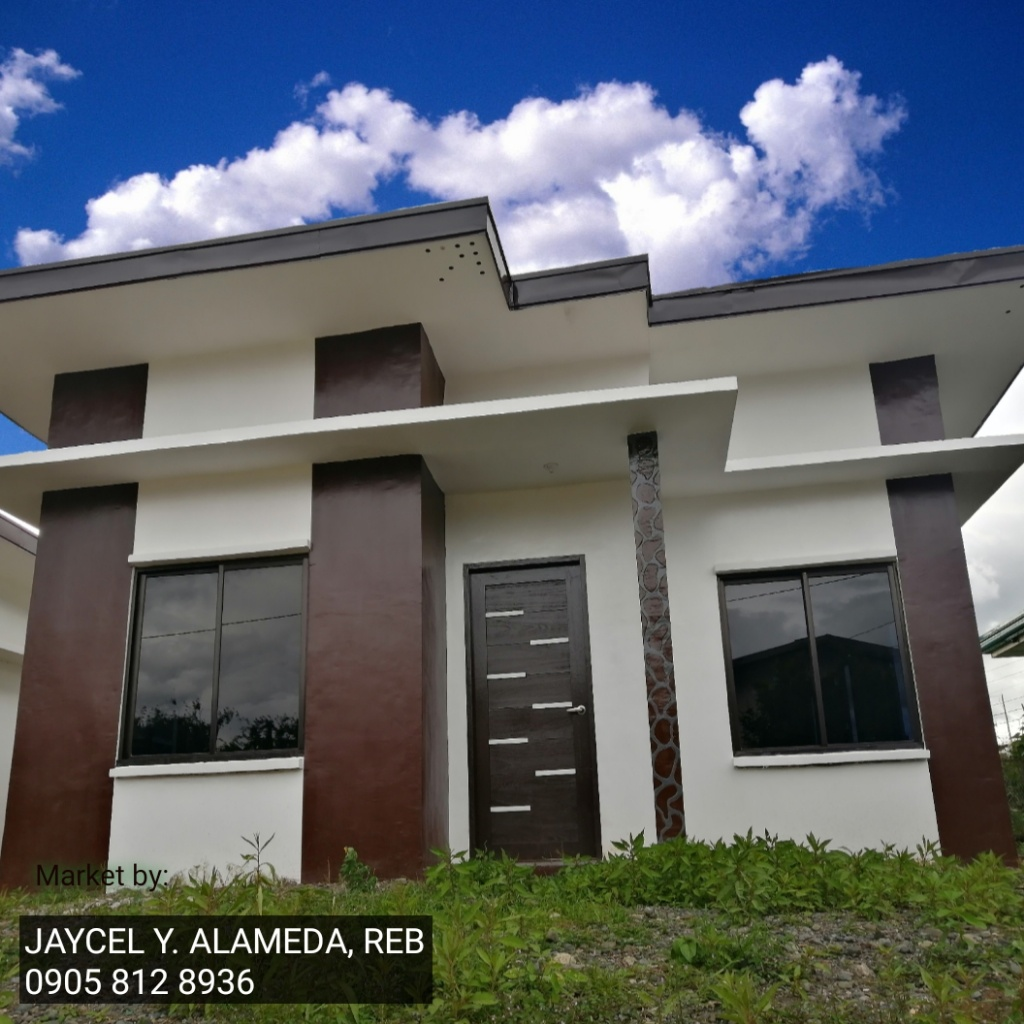 Market by:
JAYCEL Y. ALAMEDA, REB
0905 812 8936